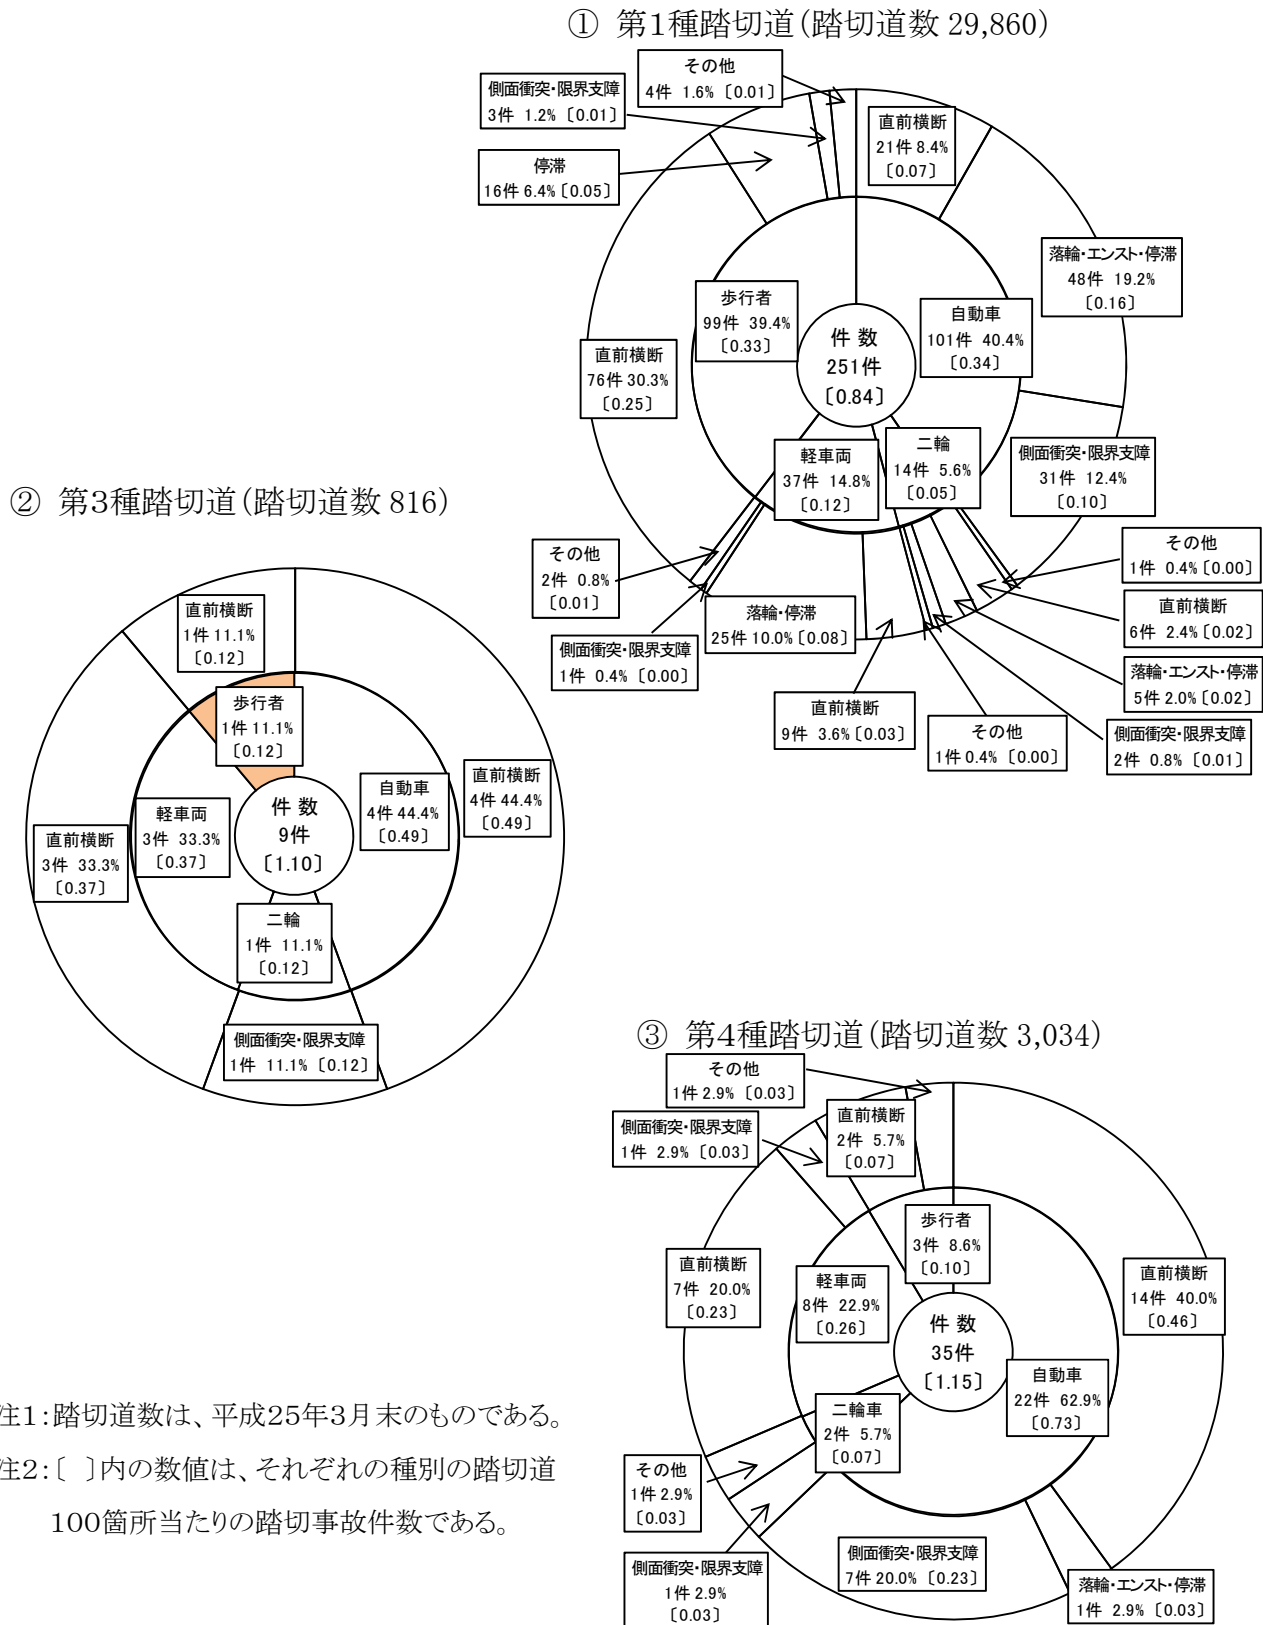 ① 第1種踏切道(踏切道数 29,860)
その他
4件 1.6% 〔0.01〕
側面衝突・限界支障
3件 1.2% 〔0.01〕
直前横断
21件 8.4%
〔0.07〕
停滞
16件 6.4% 〔0.05〕
落輪・エンスト・停滞
48件 19.2%
〔0.16〕
歩行者
99件 39.4%
〔0.33〕
自動車
101件 40.4%
〔0.34〕
件 数
251件
〔0.84〕
直前横断
76件 30.3%
〔0.25〕
軽車両
37件 14.8%
〔0.12〕
二輪
14件 5.6%
〔0.05〕
側面衝突・限界支障
31件 12.4%
〔0.10〕
その他
2件 0.8%
〔0.01〕
その他
1件 0.4% 〔0.00〕
直前横断
6件 2.4% 〔0.02〕
落輪・停滞
25件 10.0% 〔0.08〕
側面衝突・限界支障
1件 0.4% 〔0.00〕
落輪・エンスト・停滞
5件 2.0% 〔0.02〕
直前横断
9件 3.6% 〔0.03〕
その他
1件 0.4% 〔0.00〕
側面衝突・限界支障
2件 0.8% 〔0.01〕
② 第3種踏切道(踏切道数 816)
直前横断
1件 11.1%
〔0.12〕
歩行者
1件 11.1%
〔0.12〕
直前横断
4件 44.4%
〔0.49〕
自動車
4件 44.4%
〔0.49〕
件 数
9件
〔1.10〕
軽車両
3件 33.3%
〔0.37〕
直前横断
3件 33.3%
〔0.37〕
二輪
1件 11.1%
〔0.12〕
側面衝突・限界支障
1件 11.1% 〔0.12〕
③ 第4種踏切道(踏切道数 3,034)
その他
1件 2.9% 〔0.03〕
直前横断
2件 5.7%
〔0.07〕
側面衝突・限界支障
1件 2.9% 〔0.03〕
歩行者
3件 8.6%
〔0.10〕
直前横断
7件 20.0%
〔0.23〕
軽車両
8件 22.9%
〔0.26〕
直前横断
14件 40.0%
〔0.46〕
件 数
35件
〔1.15〕
自動車
22件 62.9%
〔0.73〕
二輪車
2件 5.7%
〔0.07〕
その他
1件 2.9%
〔0.03〕
側面衝突・限界支障
1件 2.9%
〔0.03〕
側面衝突・限界支障
7件 20.0% 〔0.23〕
落輪・エンスト・停滞
1件 2.9% 〔0.03〕
注1:踏切道数は、平成25年3月末のものである。
注2:〔 〕内の数値は、それぞれの種別の踏切道
100箇所当たりの踏切事故件数である。